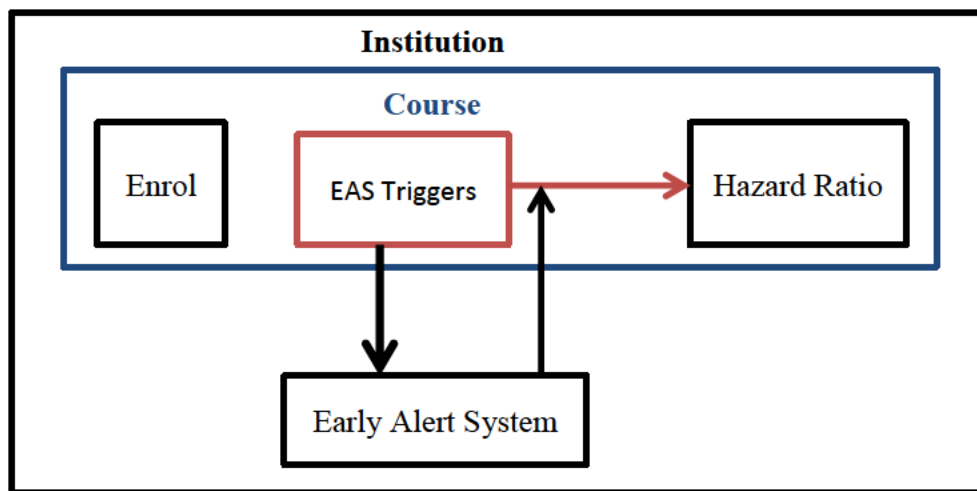 Institution
Course
Enrol
EAS Triggers
Hazard Ratio
Early Alert System